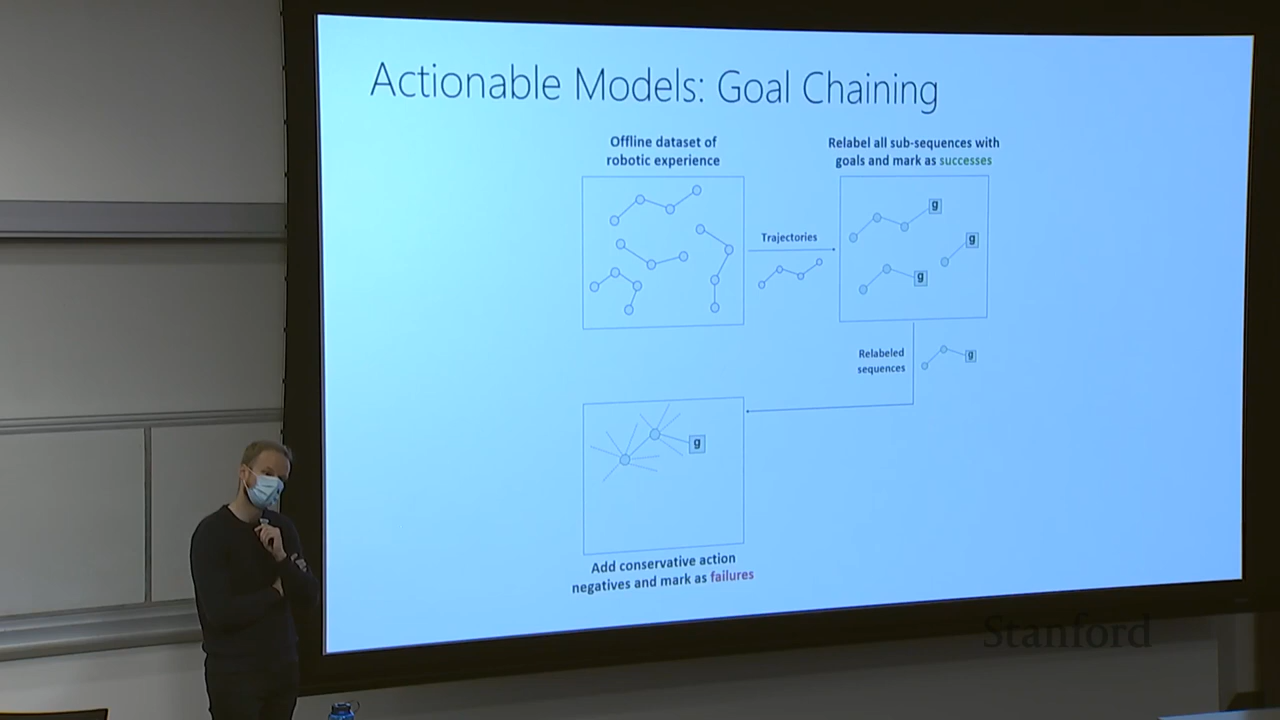 Actionable Models: Goal Chaining
Offline dataset of
robotic experience
Relabel all sub-sequences with
goals and mark as successes
Trajectories
g
g
g
Relabeled
sequences
g
g
Add conservative action
negatives and mark as failures
Stanford